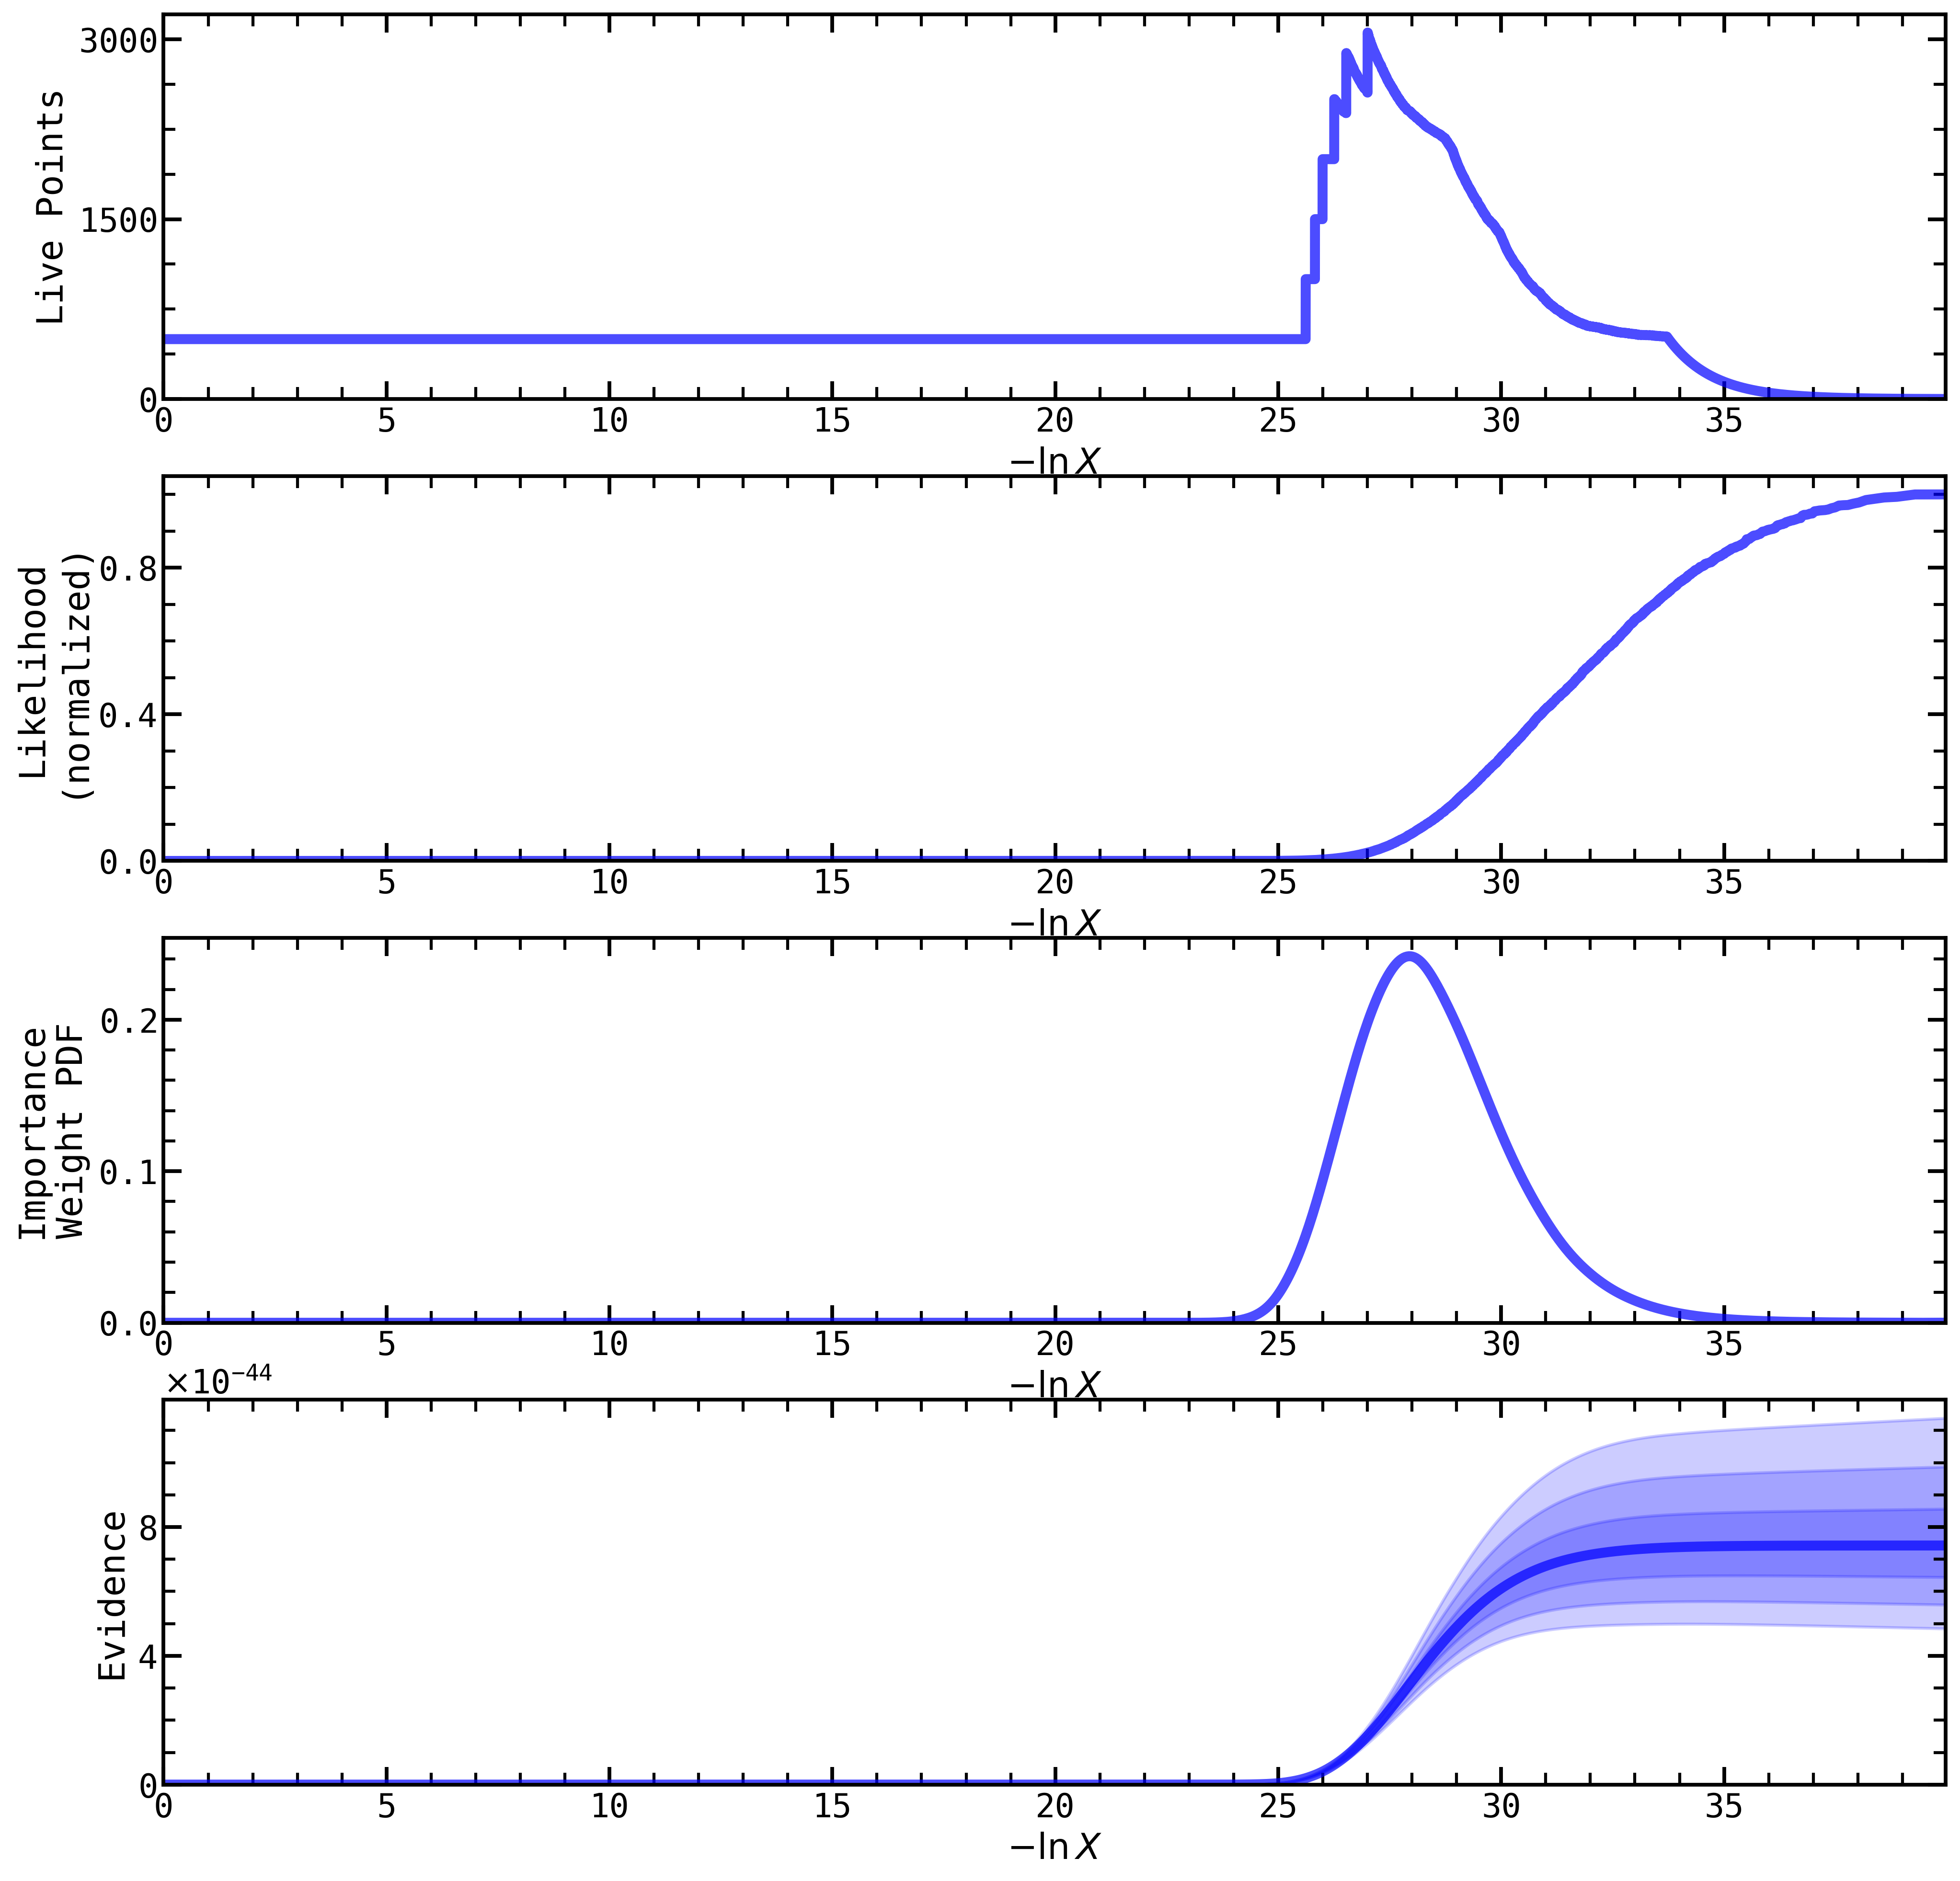 Live Points
3000
1500
0
0 5 10 15 20 25 30 35
−ln X
Likelihood
(normalized)
0.8
0.4
0.0
0 5 10 15 20 25 30 35
−ln X
Importance
Weight PDF
0.2
0.1
0.0
0 5 10 15 20 25 30 35
−ln X
×10⁻⁴⁴
Evidence
8
4
0
0 5 10 15 20 25 30 35
−ln X